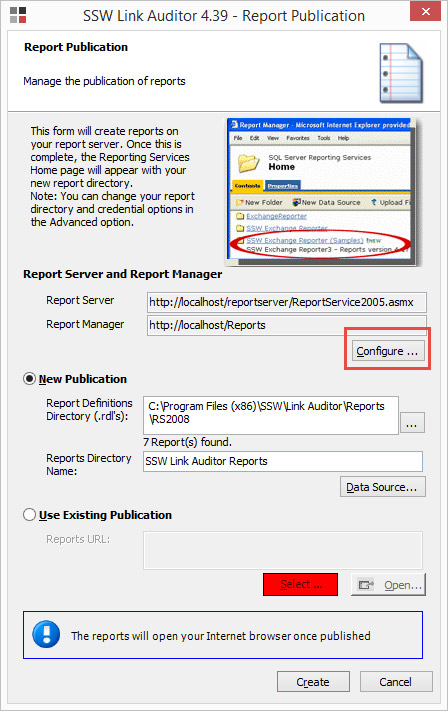 SSW Link Auditor 4.39 - Report Publication
Report Publication
Manage the publication of reports
This form will create reports on
your report server. Once this is
complete, the Reporting Services
Home page will appear with your
new report directory.
Note: You can change your report
directory and credential options in
the Advanced option.
Report Manager - Microsoft Internet Explorer provided
File Edit View Favorites Tools Help
SQL Server Reporting Services
Home
Contents Properties
New Folder New Data Source Upload Fi
ExchangeReporter
SSW Exchange Reporter
SSW Exchange Reporter (Samples) !NEW
SSW Exchange Reporter3 - Reports version 4.
Report Server and Report Manager
Report Server http://localhost/reportserver/ReportService2005.asmx
Report Manager http://localhost/Reports
Configure ...
New Publication
Report Definitions
Directory (.rdl's):
C:\Program Files (x86)\SSW\Link Auditor\Reports
\RS2008
...
7 Report(s) found.
Reports Directory
Name:
SSW Link Auditor Reports
Data Source...
Use Existing Publication
Reports URL:
Select ...
Open...
The reports will open your Internet browser once published
Create Cancel